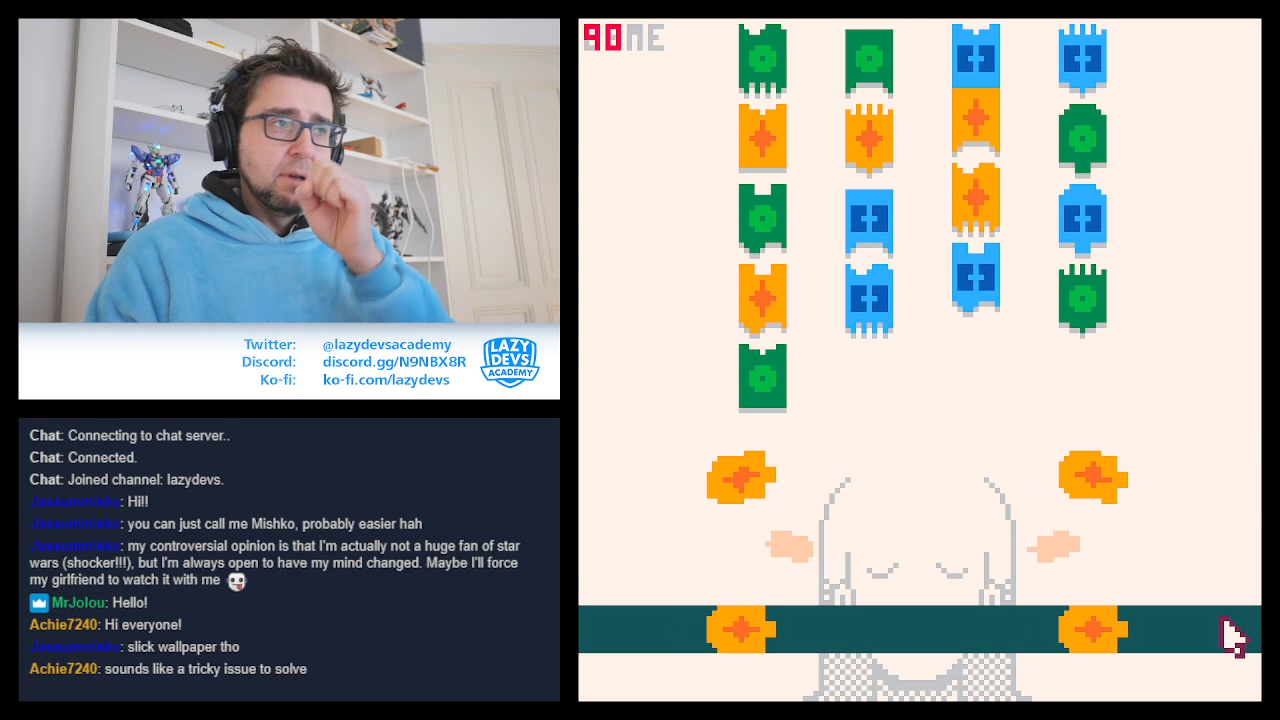 90ME
Twitter: @lazydevsacademy
Discord: discord.gg/N9NBX8R
Ko-fi: ko-fi.com/lazydevs
LAZY
DEVS
ACADEMY
Chat: Connecting to chat server..
Chat: Connected.
Chat: Joined channel: lazydevs.
: Hi!!
: you can just call me Mishko, probably easier hah
: my controversial opinion is that I'm actually not a huge fan of star
wars (shocker!!!), but I'm always open to have my mind changed. Maybe I'll force
my girlfriend to watch it with me
MrJolou: Hello!
Achie7240: Hi everyone!
: slick wallpaper tho
Achie7240: sounds like a tricky issue to solve